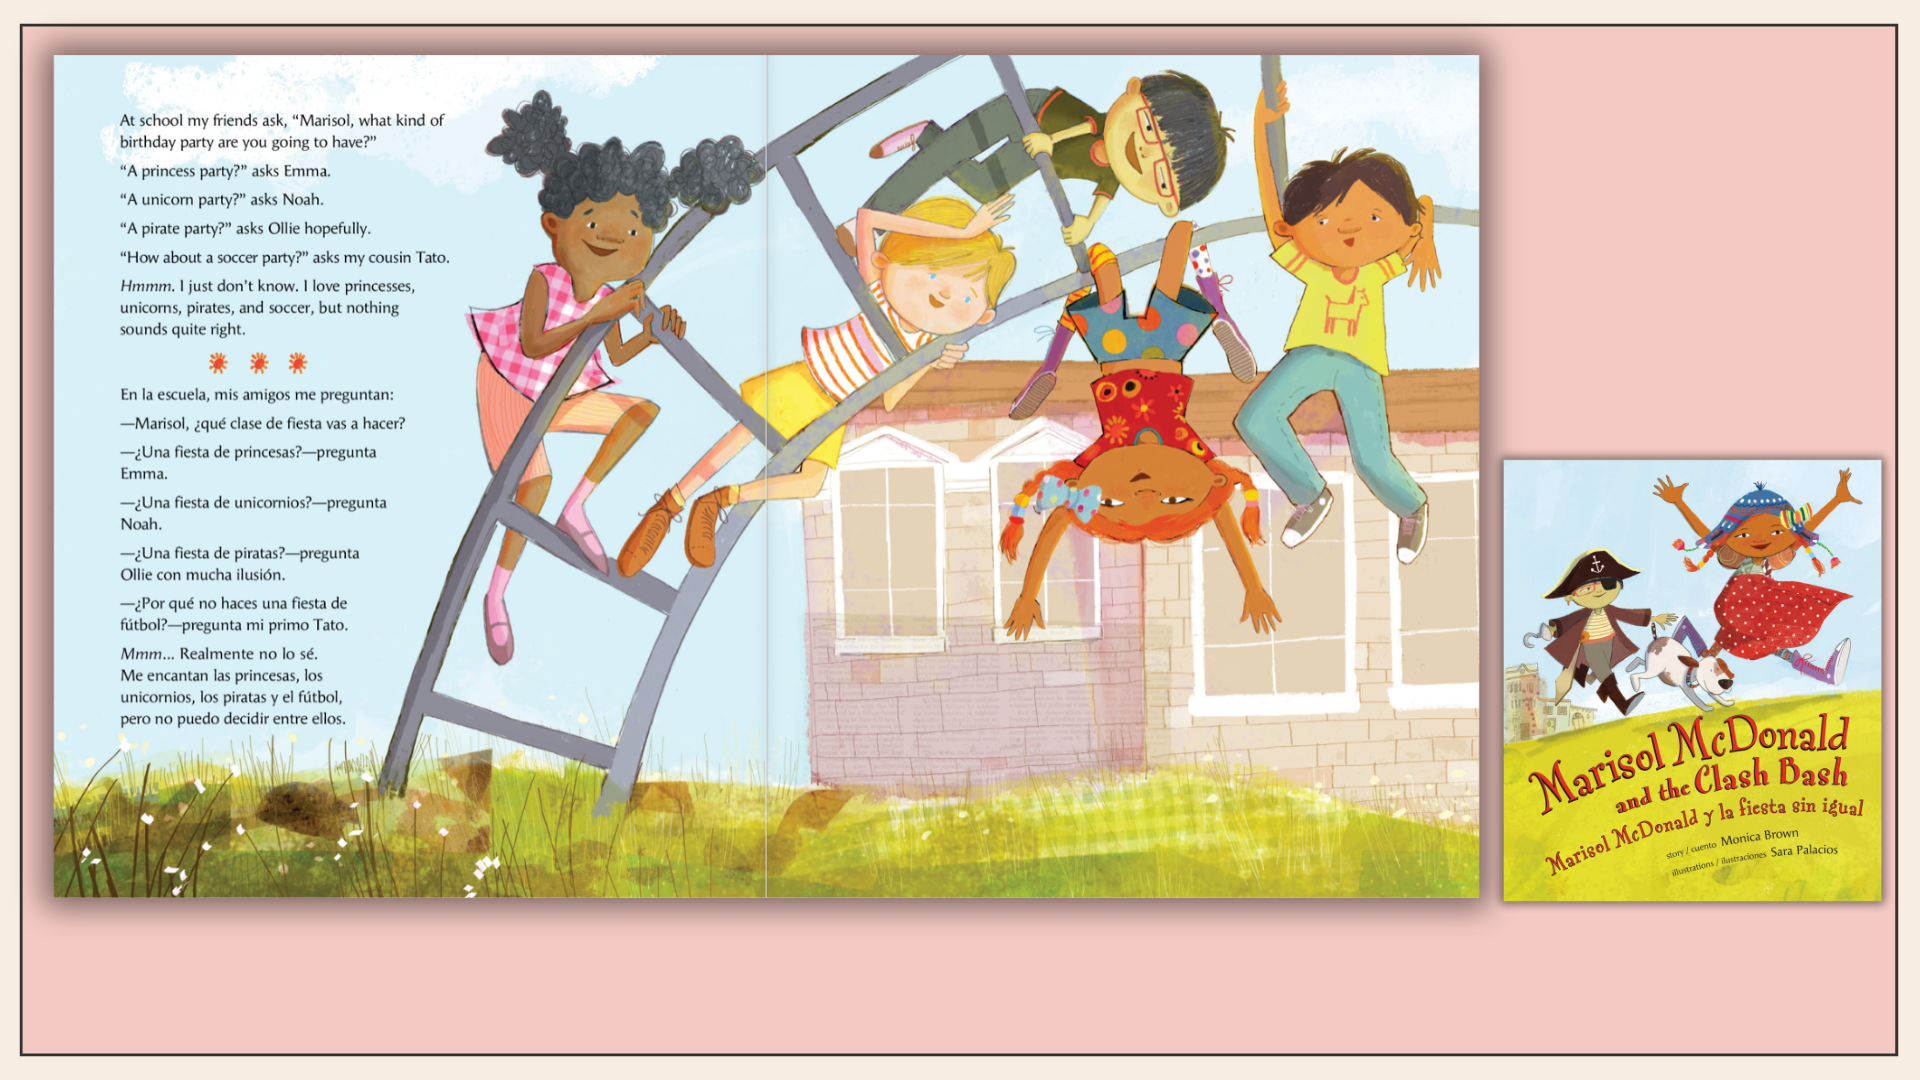 At school my friends ask, “Marisol, what kind of
birthday party are you going to have?”
“A princess party?” asks Emma.
“A unicorn party?” asks Noah.
“A pirate party?” asks Ollie hopefully.
“How about a soccer party?” asks my cousin Tato.
Hmmm. I just don’t know. I love princesses,
unicorns, pirates, and soccer, but nothing
sounds quite right.
En la escuela, mis amigos me preguntan:
—Marisol, ¿qué clase de fiesta vas a hacer?
—¿Una fiesta de princesas?—pregunta
Emma.
—¿Una fiesta de unicornios?—pregunta
Noah.
—¿Una fiesta de piratas?—pregunta
Ollie con mucha ilusión.
—¿Por qué no haces una fiesta de
fútbol?—pregunta mi primo Tato.
Mmm... Realmente no lo sé.
Me encantan las princesas, los
unicornios, los piratas y el fútbol,
pero no puedo decidir entre ellos.
Marisol McDonald
and the Clash Bash
Marisol McDonald y la fiesta sin igual
story / cuento Monica Brown
illustrations / ilustraciones Sara Palacios